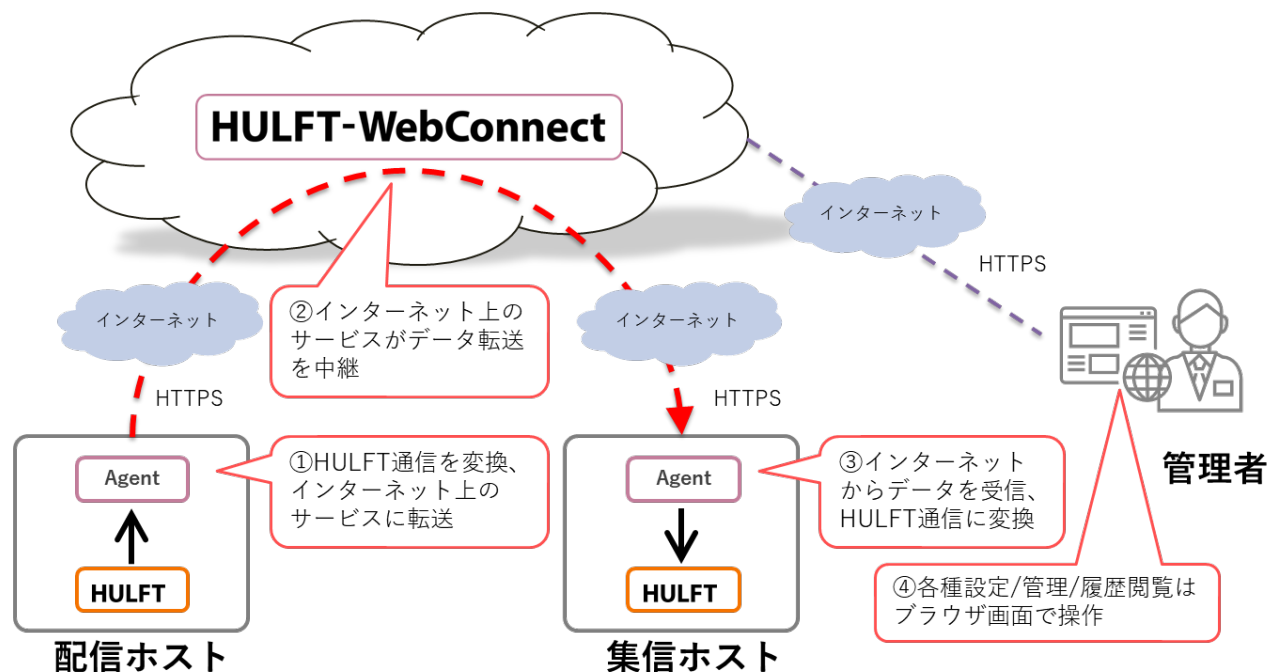 HULFT-WebConnect
インターネット
HTTPS
インターネット
②インターネット上の
サービスがデータ転送
を中継
インターネット
HTTPS
HTTPS
Agent
①HULFT通信を変換、
インターネット上の
サービスに転送
Agent
③インターネット
からデータを受信、
HULFT通信に変換
管理者
HULFT
HULFT
④各種設定/管理/履歴閲覧は
ブラウザ画面で操作
配信ホスト
集信ホスト